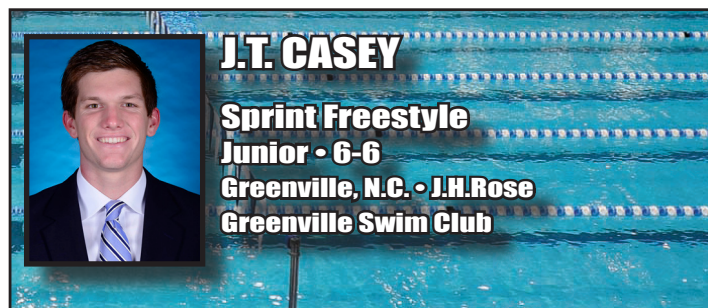 J.T. CASEY
Sprint Freestyle
Junior • 6-6
Greenville, N.C. • J.H.Rose
Greenville Swim Club